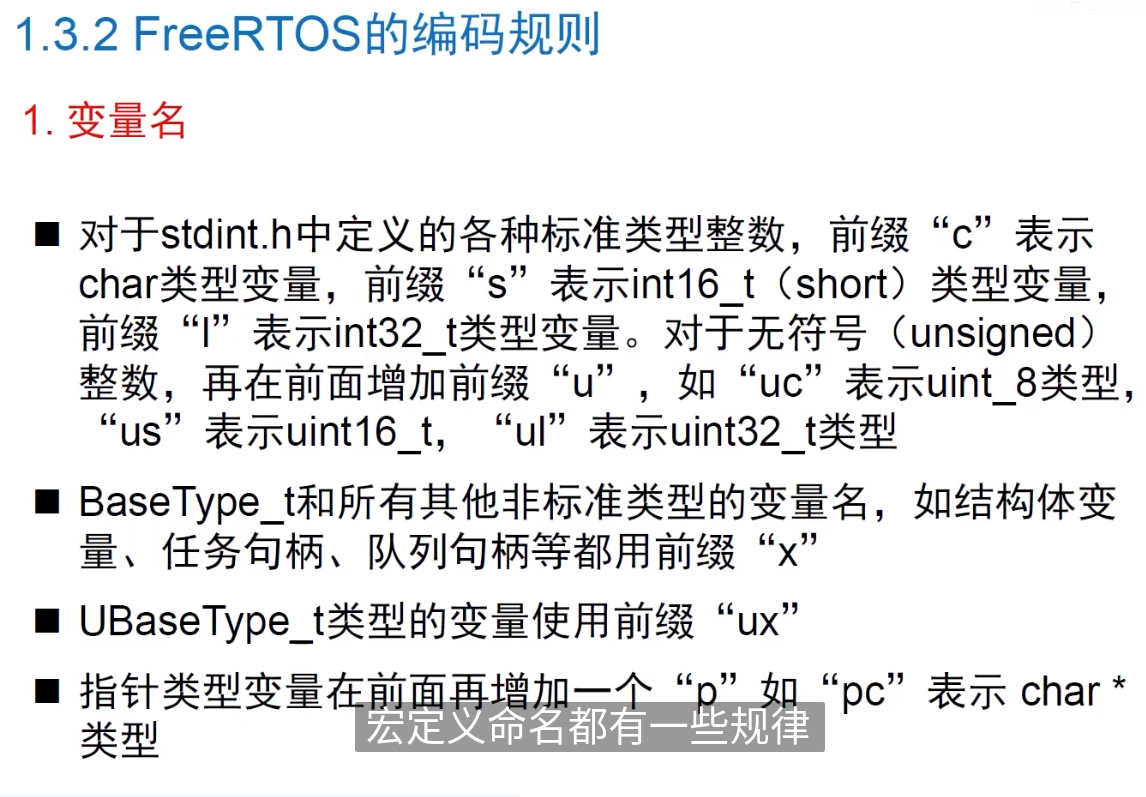 1.3.2 FreeRTOS的编码规则
1. 变量名
■ 对于stdint.h中定义的各种标准类型整数，前缀“c”表示
char类型变量，前缀“s”表示int16_t（short）类型变量，
前缀“l”表示int32_t类型变量。对于无符号（unsigned）
整数，再在前面增加前缀“u”，如“uc”表示uint_8类型，
“us”表示uint16_t，“ul”表示uint32_t类型
■ BaseType_t和所有其他非标准类型的变量名，如结构体变
量、任务句柄、队列句柄等都用前缀“x”
■ UBaseType_t类型的变量使用前缀“ux”
■ 指针类型变量在前面再增加一个“p”如“pc”表示 char *
类型
宏定义命名都有一些规律